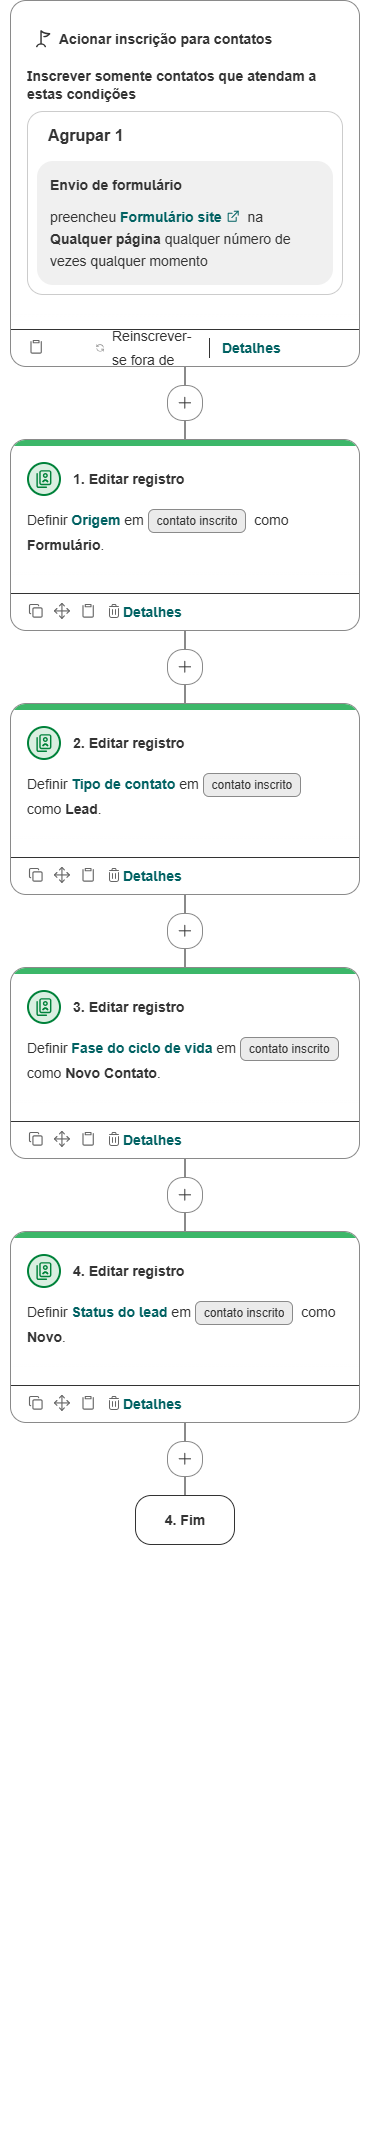 Acionar inscrição para contatos
Inscrever somente contatos que atendam a
estas condições
Agrupar 1
Envio de formulário
preencheu Formulário site na
Qualquer página qualquer número de
vezes qualquer momento
Reinscrever-
se fora de
Detalhes
1. Editar registro
Definir Origem em contato inscrito como
Formulário.
Detalhes
2. Editar registro
Definir Tipo de contato em contato inscrito
como Lead.
Detalhes
3. Editar registro
Definir Fase do ciclo de vida em contato inscrito
como Novo Contato.
Detalhes
4. Editar registro
Definir Status do lead em contato inscrito como
Novo.
Detalhes
4. Fim